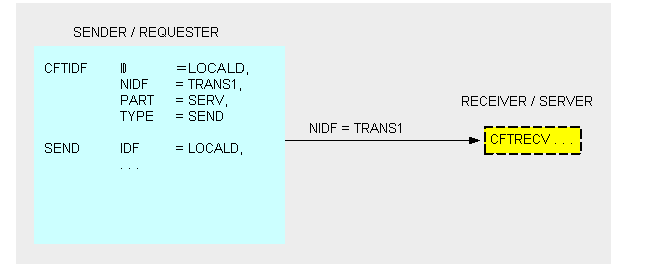 SENDER / REQUESTER
CFTIDF ID =LOCALD,
NIDF = TRANS1,
PART = SERV,
TYPE = SEND
SEND IDF = LOCALD,
. . .
NIDF = TRANS1
RECEIVER / SERVER
CFTRECV . . .